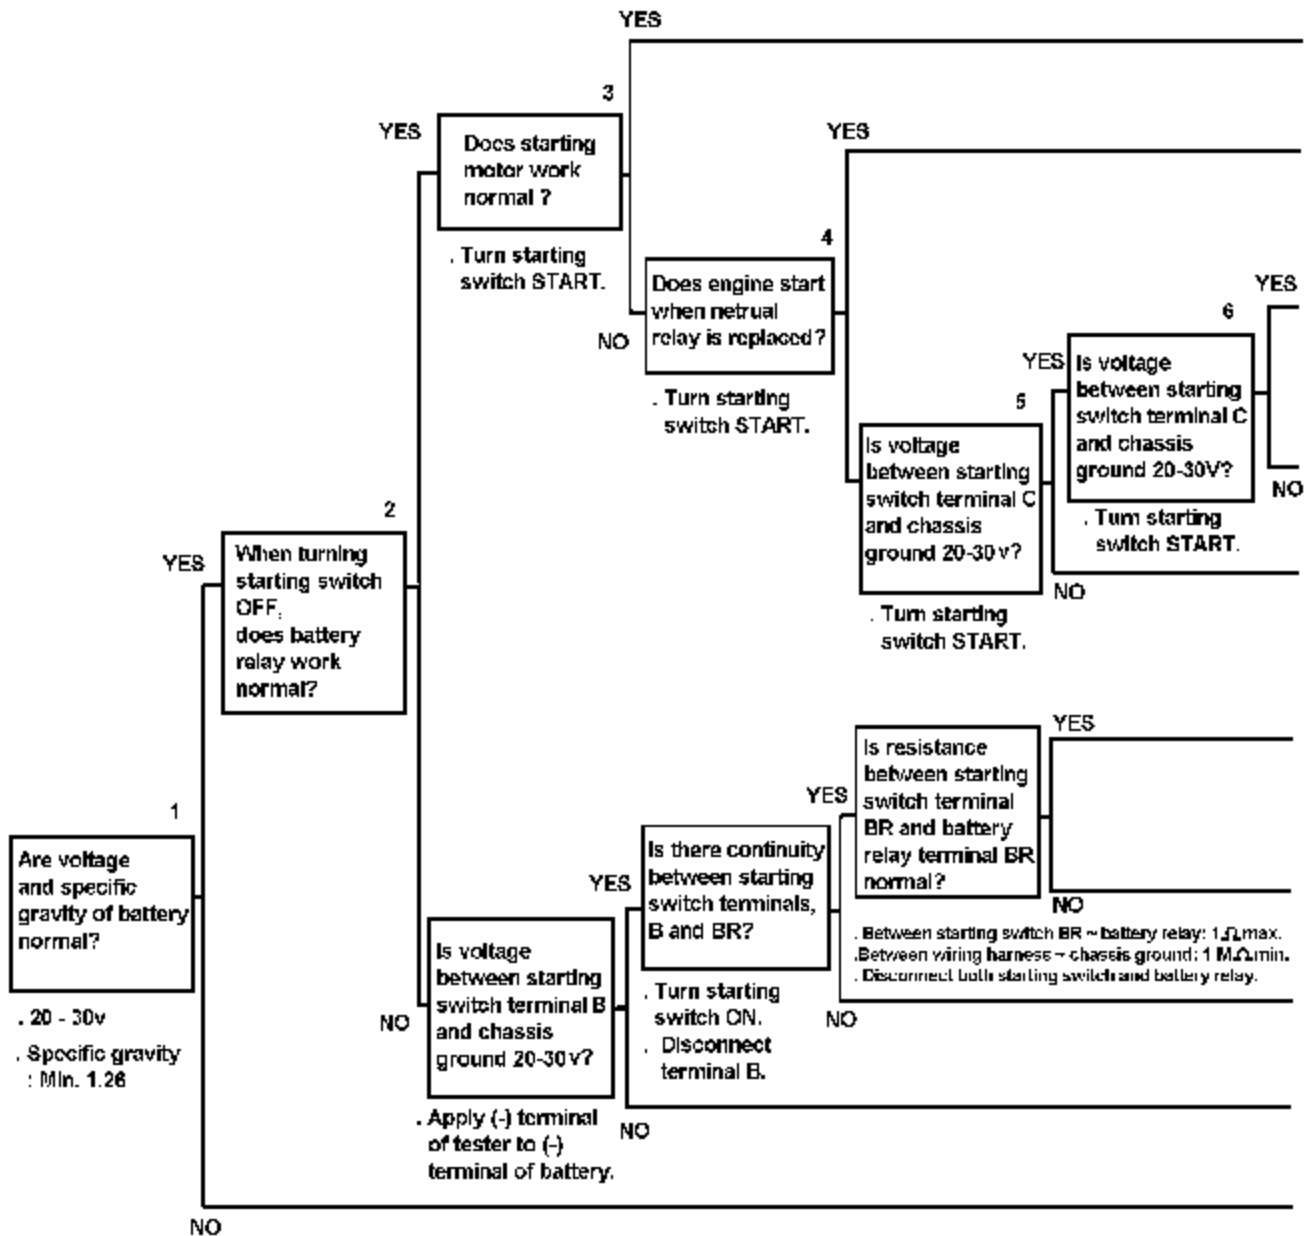 YES
3
YES
Does starting
motor work
normal ?
. Turn starting
switch START.
YES
4
NO
Does engine start
when netrual
relay is replaced?
. Turn starting
switch START.
YES
6
YES
Is voltage
between starting
switch terminal C
and chassis
ground 20-30V?
NO
. Turn starting
switch START.
5
Is voltage
between starting
switch terminal C
and chassis
ground 20-30v?
NO
. Turn starting
switch START.
2
YES
When turning
starting switch
OFF,
does battery
relay work
normal?
YES
YES
Is resistance
between starting
switch terminal
BR and battery
relay terminal BR
normal?
NO
. Between starting switch BR ~ battery relay: 1Ωmax.
.Between wiring harness ~ chassis ground: 1 MΩmin.
. Disconnect both starting switch and battery relay.
1
Are voltage
and specific
gravity of battery
normal?
. 20 - 30v
. Specific gravity
: Min. 1.26
YES
Is there continuity
between starting
switch terminals,
B and BR?
NO
. Turn starting
switch ON.
. Disconnect
terminal B.
NO
Is voltage
between starting
switch terminal B
and chassis
ground 20-30v?
NO
. Apply (-) terminal
of tester to (-)
terminal of battery.
NO